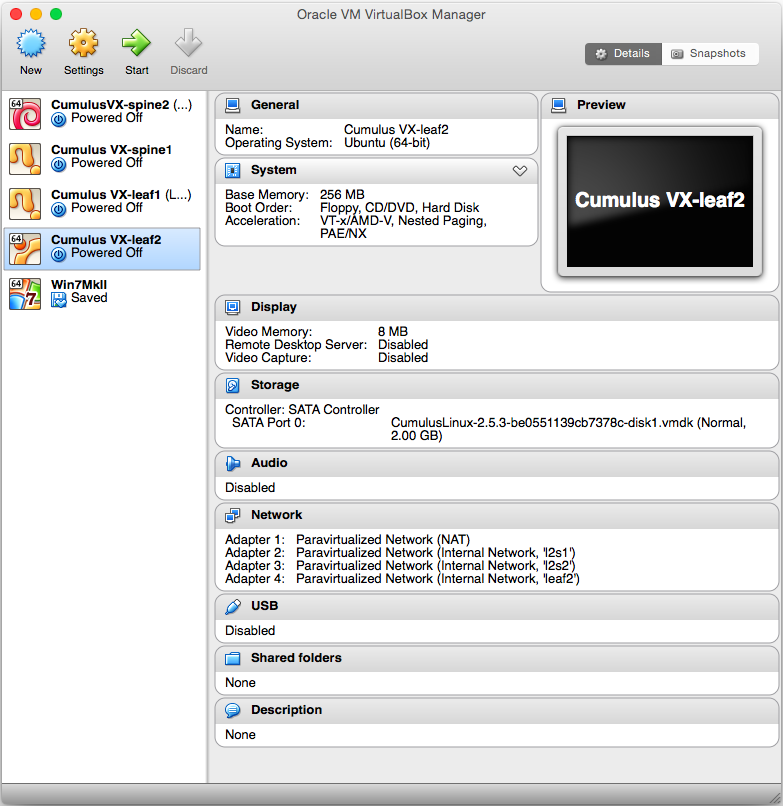 Oracle VM VirtualBox Manager
New Settings Start Discard
Details Snapshots
64
CumulusVX-spine2 (...)
Powered Off
Cumulus VX-spine1
Powered Off
Cumulus VX-leaf1 (L...)
Powered Off
64
Cumulus VX-leaf2
Powered Off
64
7
Win7MkII
Saved
General
Name: Cumulus VX-leaf2
Operating System: Ubuntu (64-bit)
Preview
Cumulus VX-leaf2
System
Base Memory: 256 MB
Boot Order: Floppy, CD/DVD, Hard Disk
Acceleration: VT-x/AMD-V, Nested Paging,
PAE/NX
Display
Video Memory: 8 MB
Remote Desktop Server: Disabled
Video Capture: Disabled
Storage
Controller: SATA Controller
SATA Port 0: CumulusLinux-2.5.3-be0551139cb7378c-disk1.vmdk (Normal,
2.00 GB)
Audio
Disabled
Network
Adapter 1: Paravirtualized Network (NAT)
Adapter 2: Paravirtualized Network (Internal Network, 'l2s1')
Adapter 3: Paravirtualized Network (Internal Network, 'l2s2')
Adapter 4: Paravirtualized Network (Internal Network, 'leaf2')
USB
Disabled
Shared folders
None
Description
None